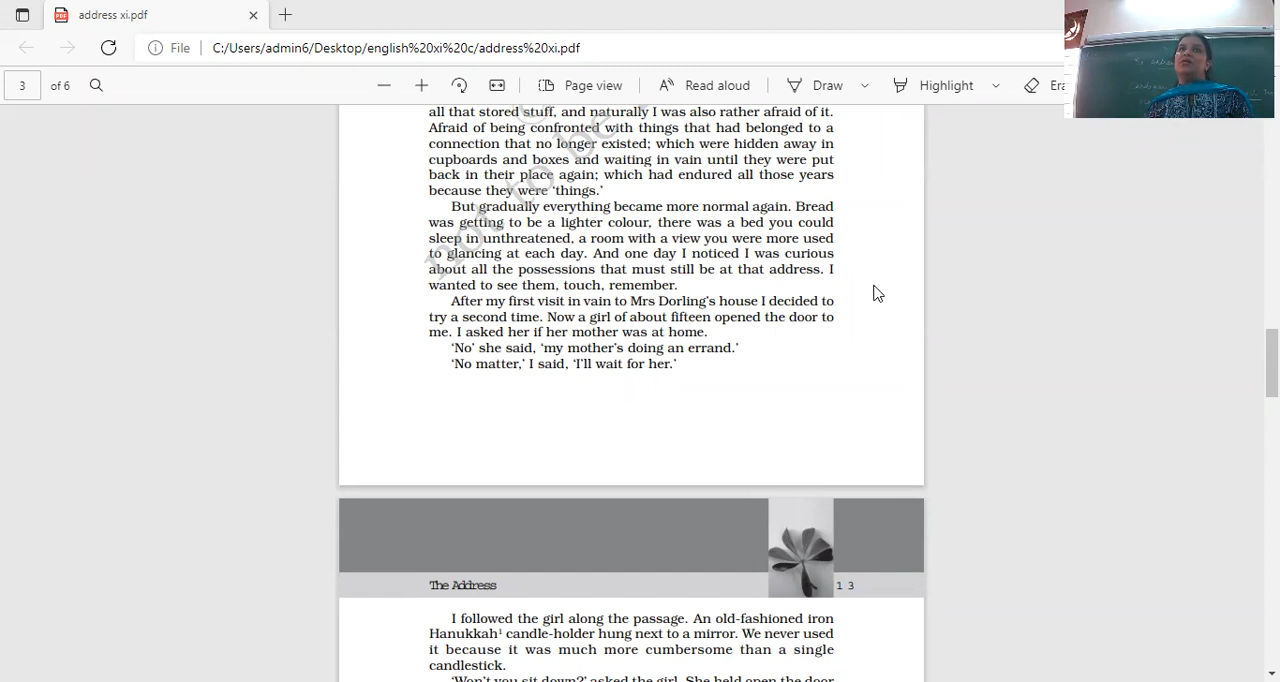 address xi.pdf
File
C:/Users/admin6/Desktop/english%20xi%20c/address%20xi.pdf
3 of 6
Page view
Read aloud
Draw
Highlight
all that stored stuff, and naturally I was also rather afraid of it.
Afraid of being confronted with things that had belonged to a
connection that no longer existed; which were hidden away in
cupboards and boxes and waiting in vain until they were put
back in their place again; which had endured all those years
because they were ‘things.’
But gradually everything became more normal again. Bread
was getting to be a lighter colour, there was a bed you could
sleep in unthreatened, a room with a view you were more used
to glancing at each day. And one day I noticed I was curious
about all the possessions that must still be at that address. I
wanted to see them, touch, remember.
After my first visit in vain to Mrs Dorling’s house I decided to
try a second time. Now a girl of about fifteen opened the door to
me. I asked her if her mother was at home.
‘No’ she said, ‘my mother’s doing an errand.’
‘No matter,’ I said, ‘I’ll wait for her.’
not to be
The Address
13
I followed the girl along the passage. An old-fashioned iron
Hanukkah¹ candle-holder hung next to a mirror. We never used
it because it was much more cumbersome than a single
candlestick.
‘Won’t you sit down?’ asked the girl. She held open the door